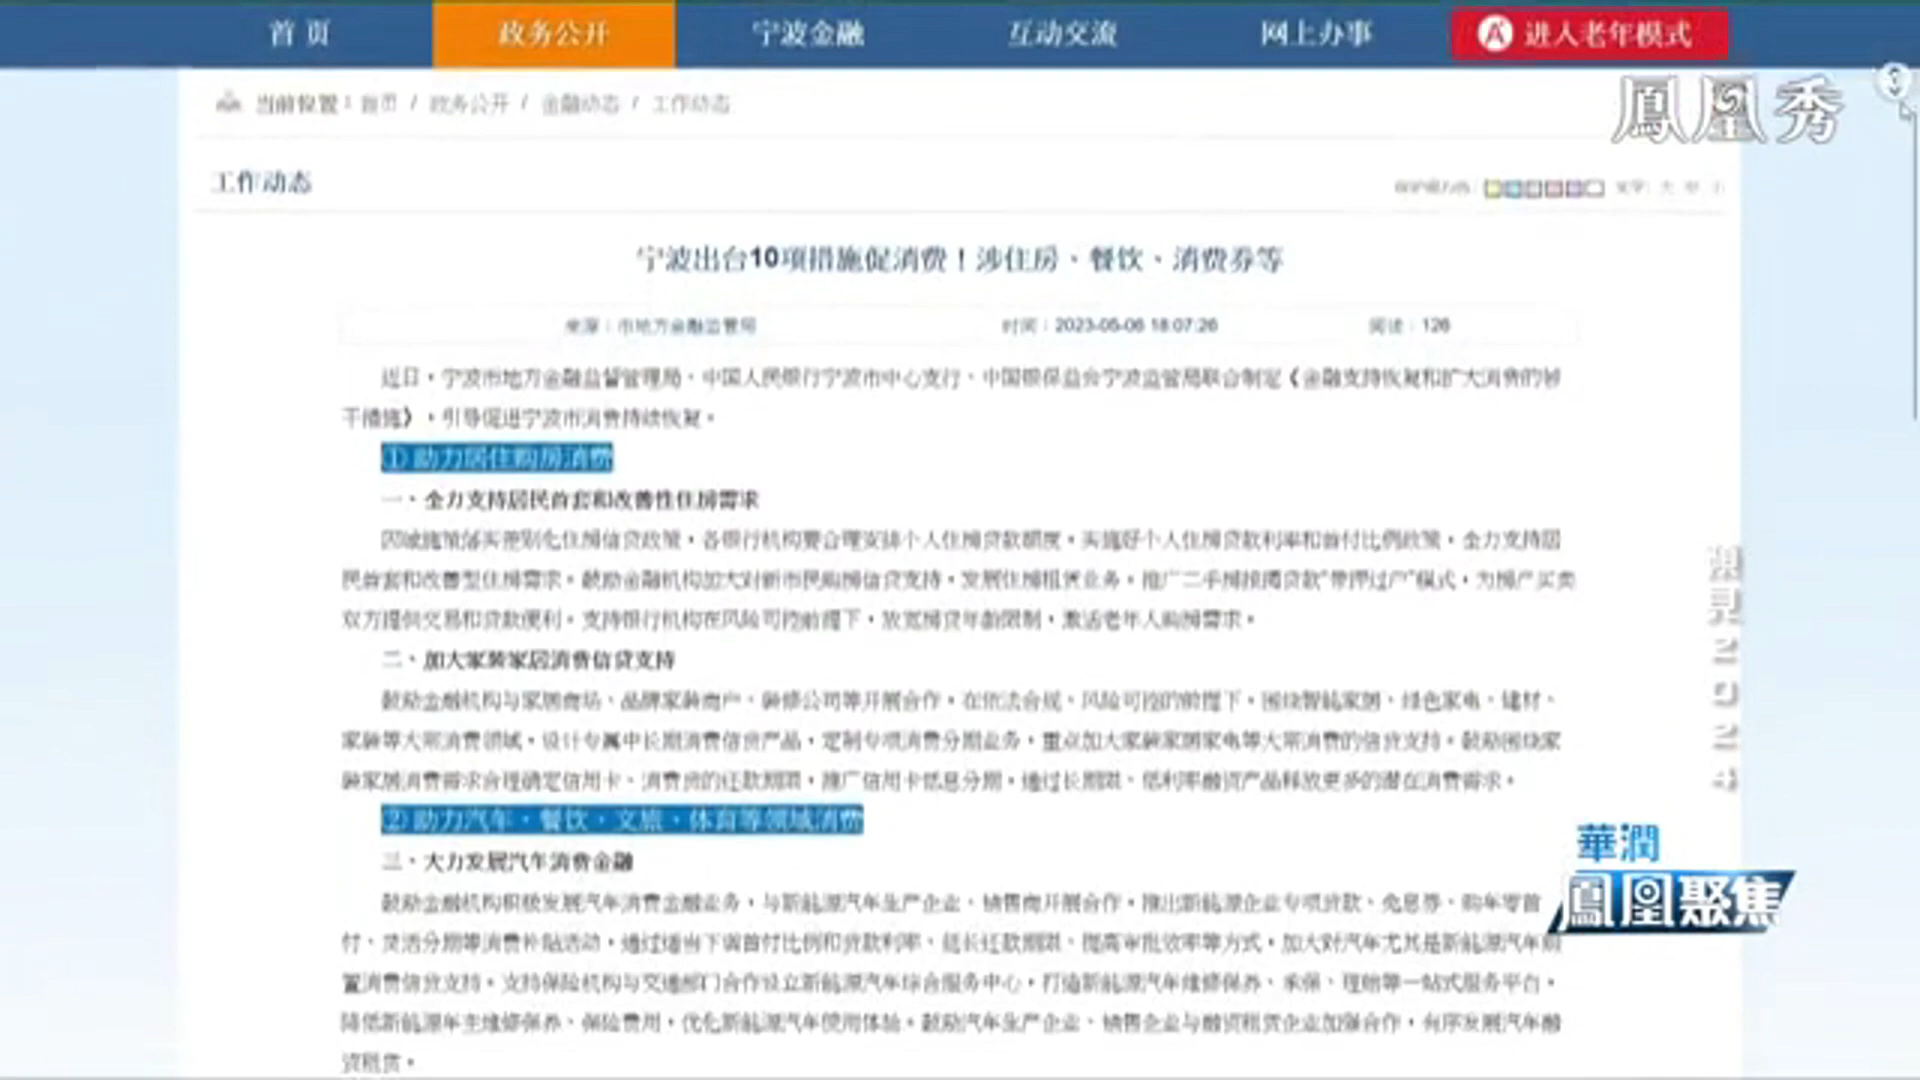 首 页
政务公开
宁波金融
互动交流
网上办事
进入老年模式
鳳凰秀
当前位置：首页 / 政务公开 / 金融动态 / 工作动态
工作动态
宁波出台10项措施促消费！涉住房、餐饮、消费券等
来源：市地方金融监管局
时间：2023-05-06 18:07:26
阅读：126
近日，宁波市地方金融监督管理局、中国人民银行宁波市中心支行、中国银保监会宁波监管局联合制定《金融支持恢复和扩大消费的若
干措施》，引导促进宁波市消费持续恢复。
① 助力居住购房消费
一、全力支持居民首套和改善性住房需求
因城施策落实差别化住房信贷政策，各银行机构要合理安排个人住房贷款额度，实施好个人住房贷款利率和首付比例政策，全力支持居
民首套和改善型住房需求。鼓励金融机构加大对新市民购房信贷支持，发展住房租赁业务。推广二手房按揭贷款“带押过户”模式，为房产买卖
双方提供交易和贷款便利。支持银行机构在风险可控前提下，放宽房贷年龄限制，激活老年人购房需求。
二、加大家装家居消费信贷支持
鼓励金融机构与家居商场、品牌家装商户、装修公司等开展合作，在依法合规、风险可控的前提下，围绕智能家居、绿色家电、建材、
家装等大宗消费领域，设计专属中长期消费信贷产品，定制专项消费分期业务，重点加大家装家居家电等大宗消费的信贷支持。鼓励围绕家
装家居消费需求合理确定信用卡、消费贷的还款期限，推广信用卡低息分期，通过长期限、低利率融资产品释放更多的潜在消费需求。
② 助力汽车、餐饮、文旅、体育等领域消费
三、大力发展汽车消费金融
鼓励金融机构积极发展汽车消费金融业务，与新能源汽车生产企业、销售商开展合作，推出新能源企业专项贷款、免息券、购车零首
付、灵活分期等消费补贴活动，通过适当下调首付比例和贷款利率、延长还款期限、提高审批效率等方式，加大对汽车尤其是新能源汽车购
置消费信贷支持。支持保险机构与交通部门合作设立新能源汽车综合服务中心，打造新能源汽车维修保养、承保、理赔等一站式服务平台，
降低新能源车主维修保养、保险费用，优化新能源汽车使用体验。鼓励汽车生产企业、销售企业与融资租赁企业加强合作，有序发展汽车融
资租赁。
華潤
鳳凰聚焦